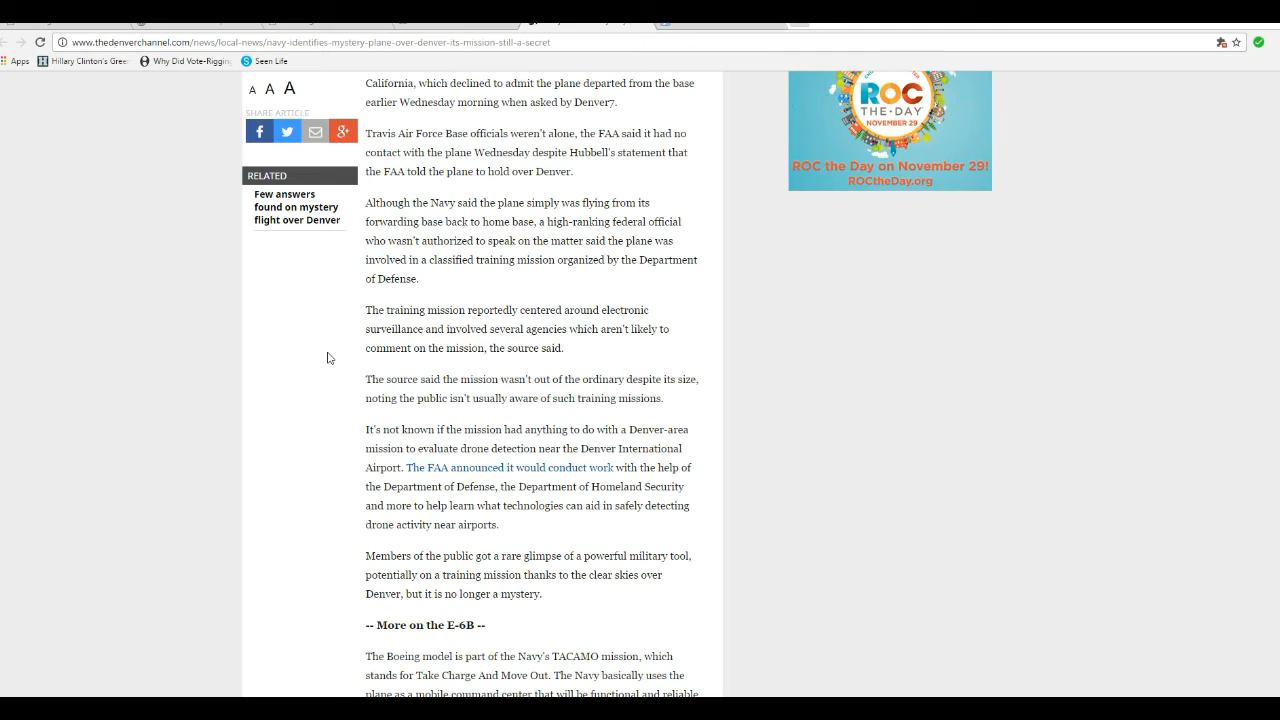 www.thedenverchannel.com/news/local-news/navy-identifies-mystery-plane-over-denver-its-mission-still-a-secret
Apps
Hillary Clinton's Gree
Why Did Vote-Rigging
Seen Life
A A A
SHARE ARTICLE
RELATED
Few answers
found on mystery
flight over Denver
California, which declined to admit the plane departed from the base
earlier Wednesday morning when asked by Denver7.
Travis Air Force Base officials weren't alone, the FAA said it had no
contact with the plane Wednesday despite Hubbell's statement that
the FAA told the plane to hold over Denver.
Although the Navy said the plane simply was flying from its
forwarding base back to home base, a high-ranking federal official
who wasn't authorized to speak on the matter said the plane was
involved in a classified training mission organized by the Department
of Defense.
The training mission reportedly centered around electronic
surveillance and involved several agencies which aren't likely to
comment on the mission, the source said.
The source said the mission wasn't out of the ordinary despite its size,
noting the public isn't usually aware of such training missions.
It's not known if the mission had anything to do with a Denver-area
mission to evaluate drone detection near the Denver International
Airport. The FAA announced it would conduct work with the help of
the Department of Defense, the Department of Homeland Security
and more to help learn what technologies can aid in safely detecting
drone activity near airports.
Members of the public got a rare glimpse of a powerful military tool,
potentially on a training mission thanks to the clear skies over
Denver, but it is no longer a mystery.
-- More on the E-6B --
The Boeing model is part of the Navy's TACAMO mission, which
stands for Take Charge And Move Out. The Navy basically uses the
plane as a mobile command center that will be functional and reliable
ROC
THE·DAY
NOVEMBER 29
ROC the Day on November 29!
ROCtheDay.org